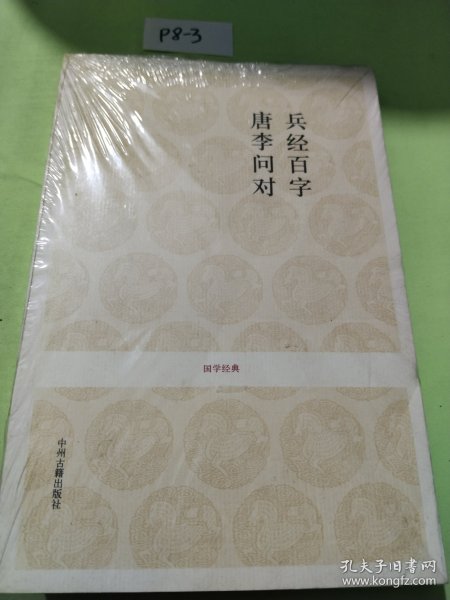 P8-3
兵经百字
唐李问对
国学经典
中州古籍出版社
孔夫子旧书网
www.kongfz.com